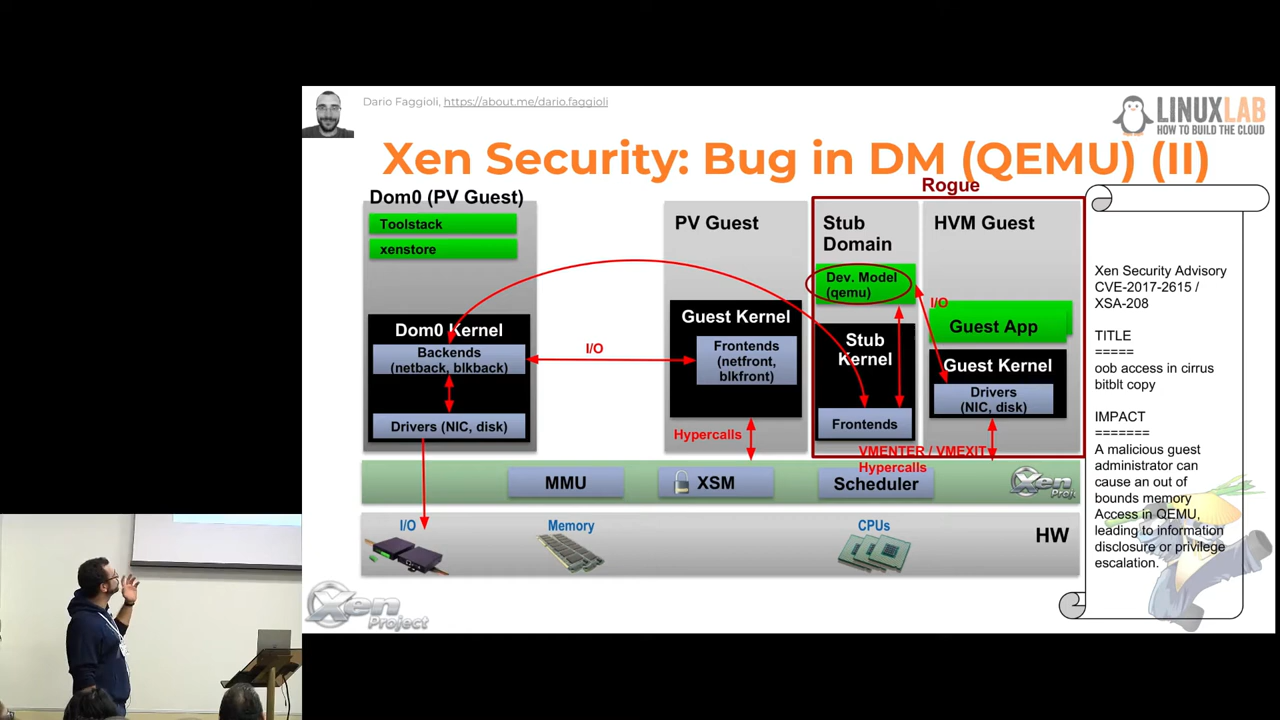 Dario Faggioli, https://about.me/dario.faggioli
LINUXLAB
HOW TO BUILD THE CLOUD
Xen Security: Bug in DM (QEMU) (II)
Rogue
Dom0 (PV Guest)
Toolstack
xenstore
Dom0 Kernel
Backends
(netback, blkback)
Drivers (NIC, disk)
I/O
PV Guest
Guest Kernel
Frontends
(netfront,
blkfront)
Hypercalls
Stub
Domain
Dev. Model
(qemu)
Stub
Kernel
Frontends
HVM Guest
I/O
Guest App
Guest Kernel
Drivers
(NIC, disk)
VMENTER / VMEXIT
Hypercalls
MMU
XSM
Scheduler
Xen
Proj.
I/O
Memory
CPUs
HW
Xen Security Advisory
CVE-2017-2615 /
XSA-208
TITLE
=====
oob access in cirrus
bitblt copy
IMPACT
=======
A malicious guest
administrator can
cause an out of
bounds memory
Access in QEMU,
leading to information
disclosure or privilege
escalation.
Xen
Project